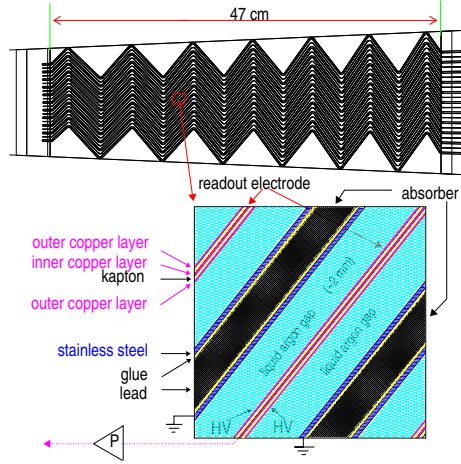 47 cm
readout electrode
absorber
outer copper layer
inner copper layer
kapton
outer copper layer
stainless steel
glue
lead
(~2 mm)
liquid argon gap
liquid argon gap
HV
HV
P